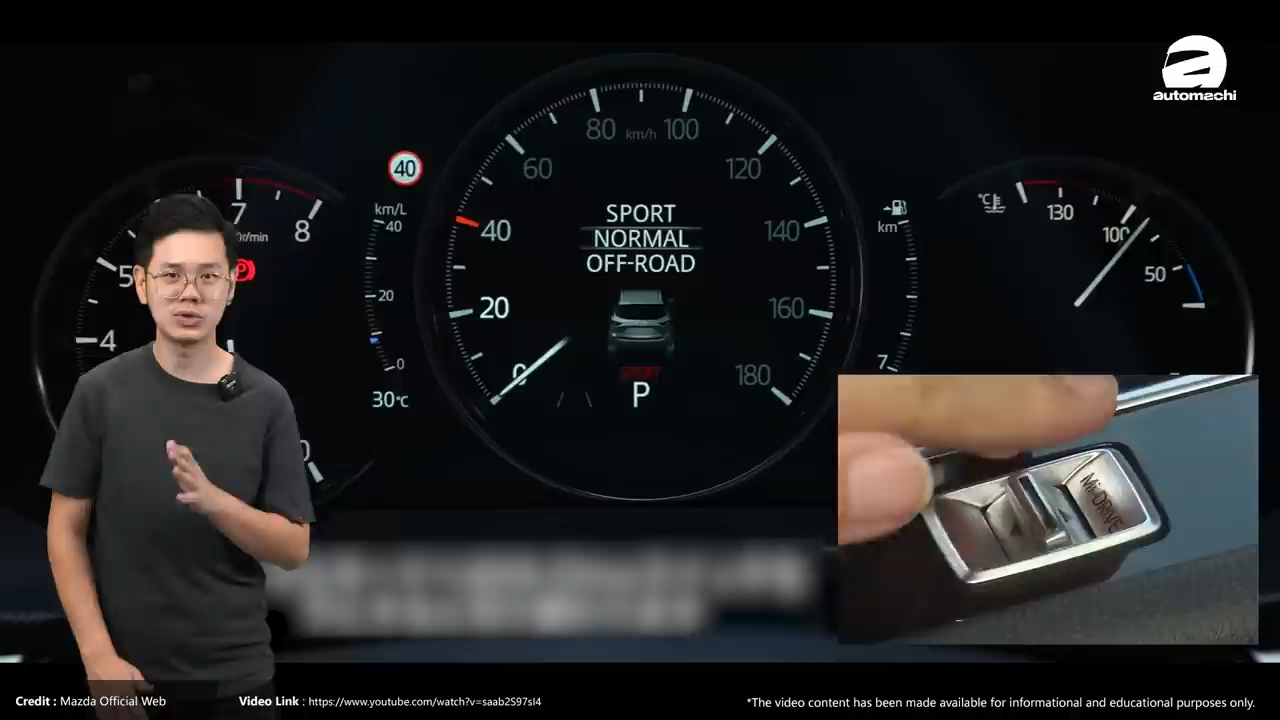 automachi
40
80 km/h 100
60
120
7
km/L
40
SPORT
130
8
r/min
40
140
km
NORMAL
100
5
OFF-ROAD
50
20
20
160
4
0
7
0
180
SPORT
30°C
P
Mi-DRIVE
Credit : Mazda Official Web
Video Link : https://www.youtube.com/watch?v=saab2S97sI4
*The video content has been made available for informational and educational purposes only.